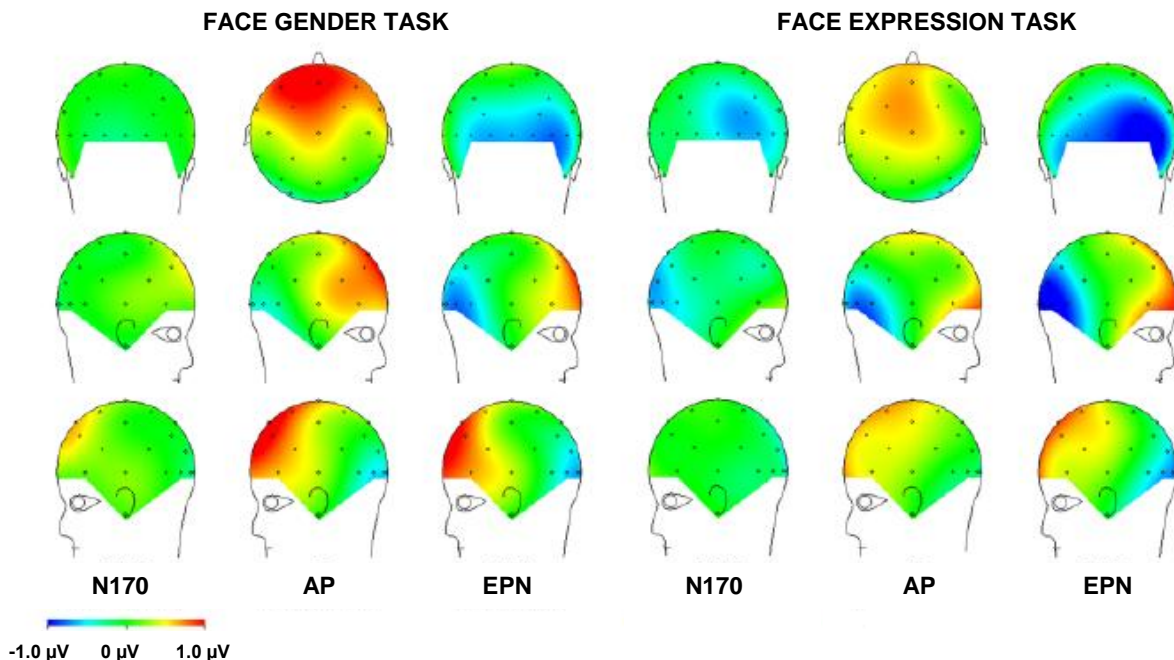 FACE GENDER TASK FACE EXPRESSION TASK
N170 AP EPN N170 AP EPN
-1.0 µV 0 µV 1.0 µV